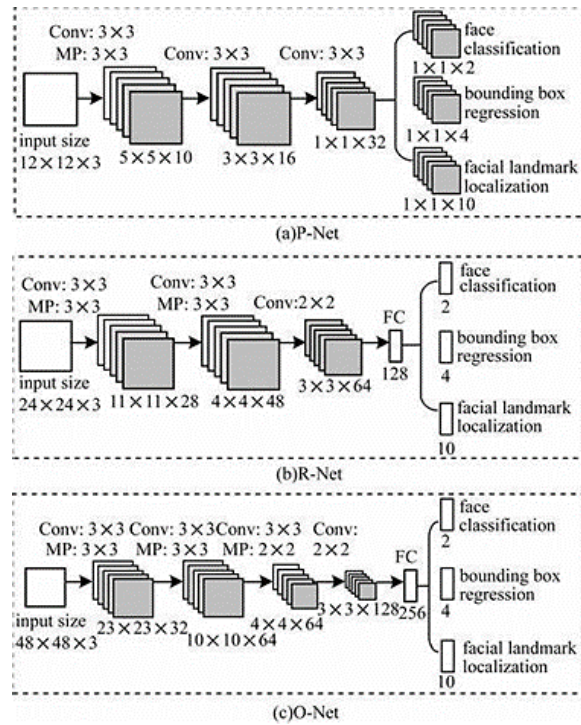 Conv: 3×3
MP: 3×3
Conv: 3×3
Conv: 3×3
face
classification
1×1×2
bounding box
regression
1×1×4
facial landmark
localization
1×1×10
input size
12×12×3
5×5×10
3×3×16
1×1×32
(a)P-Net
Conv: 3×3
MP: 3×3
Conv: 3×3
MP: 3×3
Conv:2×2
FC
128
face
classification
2
bounding box
regression
4
facial landmark
localization
10
input size
24×24×3
11×11×28
4×4×48
3×3×64
(b)R-Net
Conv: 3×3
MP: 3×3
Conv: 3×3
MP: 3×3
Conv: 3×3
MP: 2×2
Conv:
2×2
FC
256
face
classification
2
bounding box
regression
4
facial landmark
localization
10
input size
48×48×3
23×23×32
10×10×64
4×4×64
3×3×128
(c)O-Net